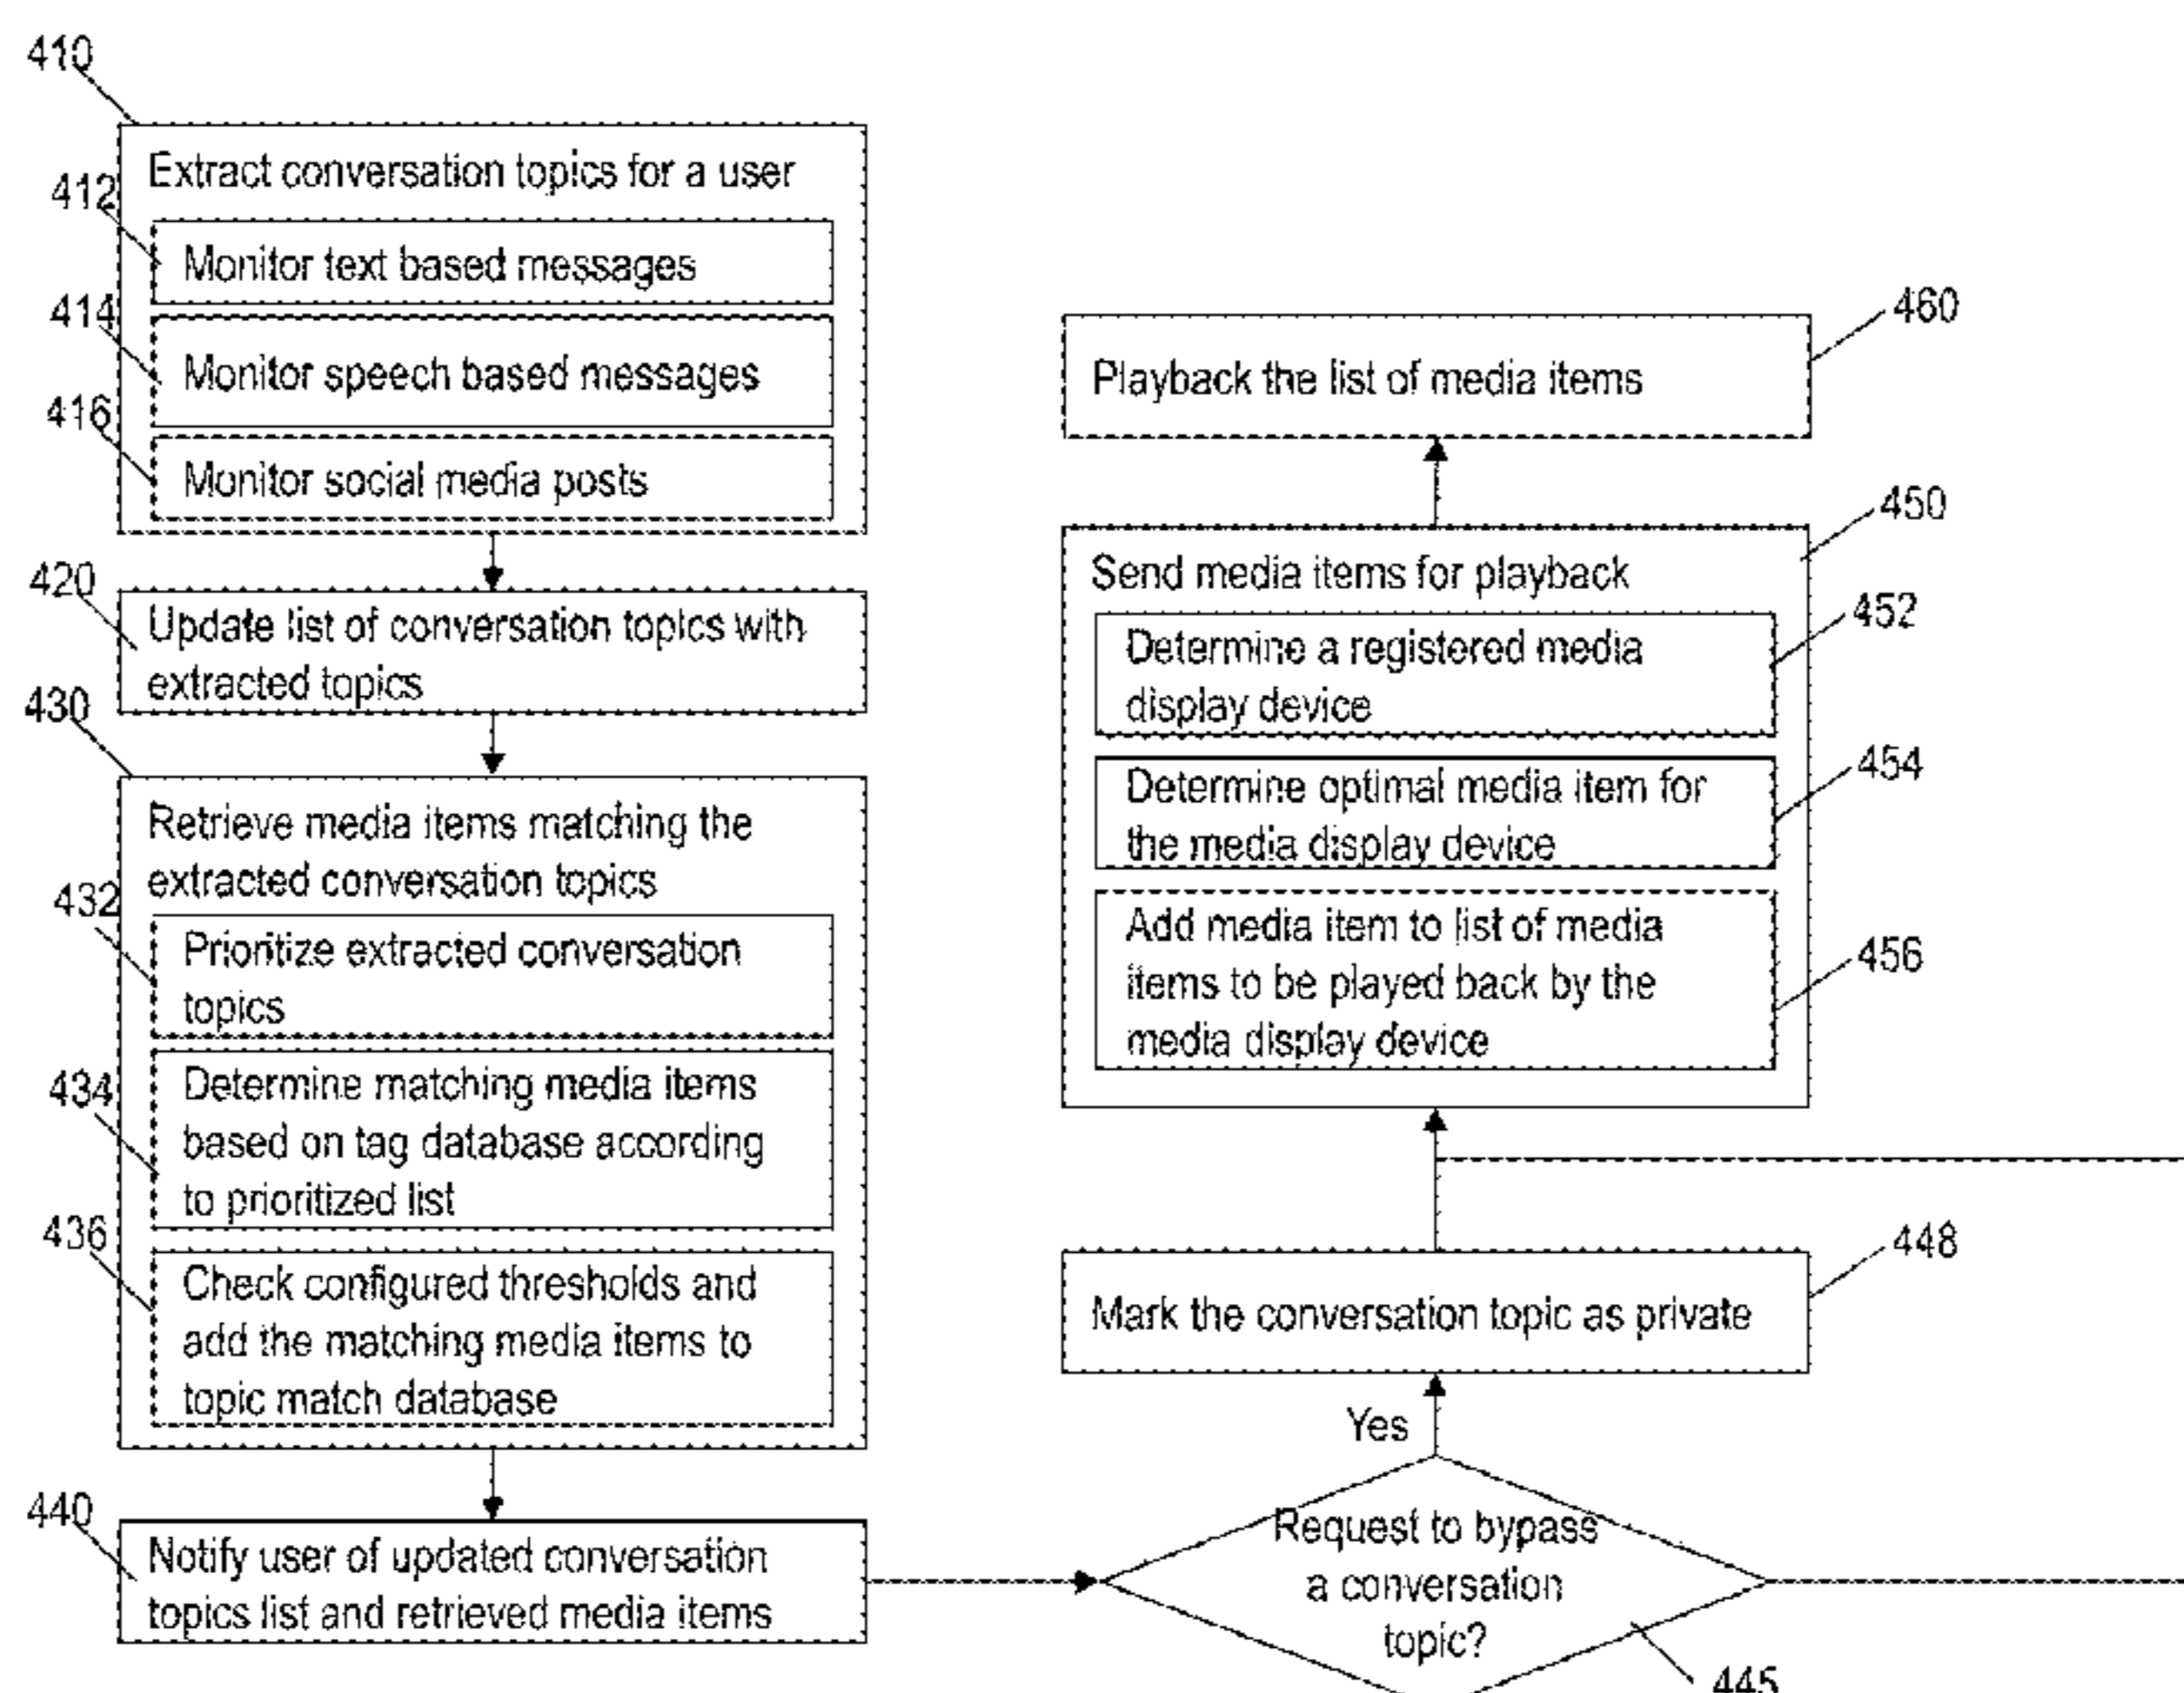 410
Extract conversation topics for a user
412
Monitor text based messages
414
Monitor speech based messages
416
Monitor social media posts
420
Update list of conversation topics with
extracted topics
430
Retrieve media items matching the
extracted conversation topics
432
Prioritize extracted conversation
topics
434
Determine matching media items
based on tag database according
to prioritized list
436
Check configured thresholds and
add the matching media items to
topic match database
440
Notify user of updated conversation
topics list and retrieved media items
460
Playback the list of media items
450
Send media items for playback
452
Determine a registered media
display device
454
Determine optimal media item for
the media display device
456
Add media item to list of media
items to be played back by the
media display device
448
Mark the conversation topic as private
Yes
Request to bypass
a conversation
topic?
445